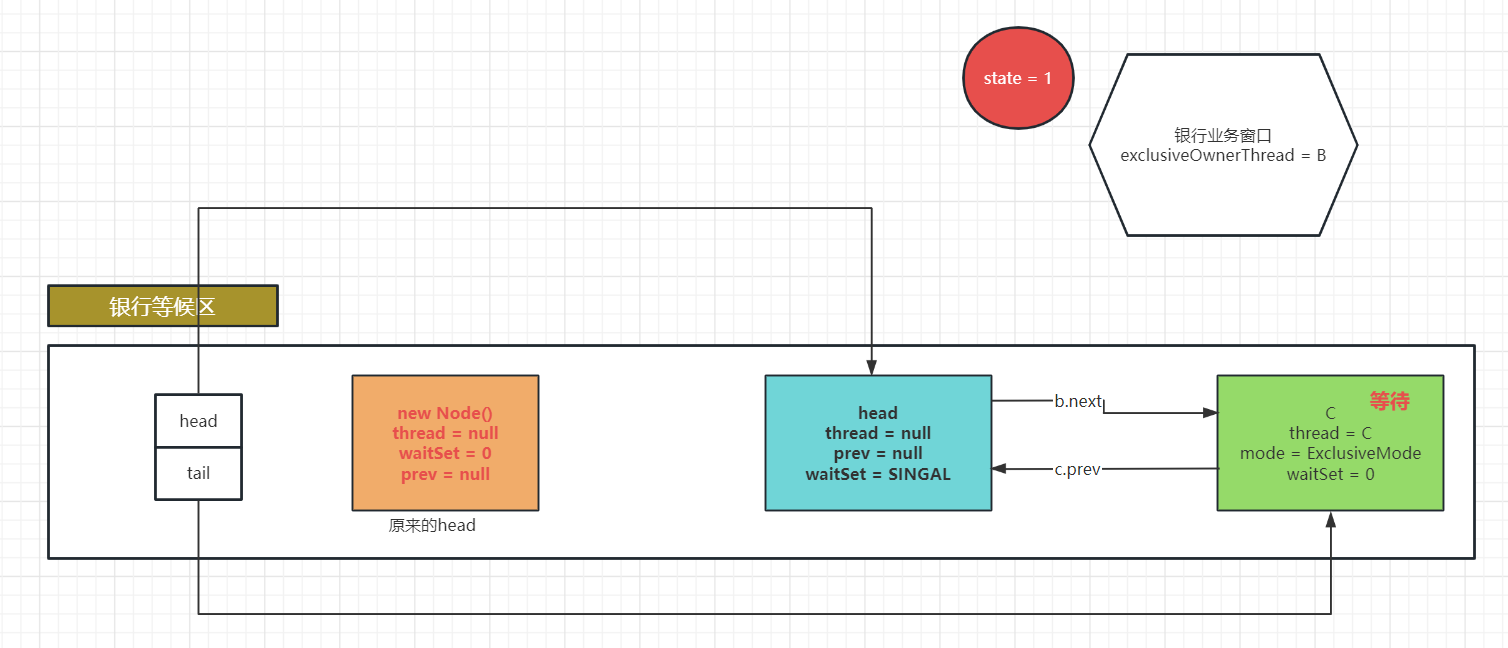 state = 1
银行业务窗口
exclusiveOwnerThread = B
银行等候区
head
tail
new Node()
thread = null
waitSet = 0
prev = null
原来的head
head
thread = null
prev = null
waitSet = SINGAL
b.next
c.prev
等待
C
thread = C
mode = ExclusiveMode
waitSet = 0